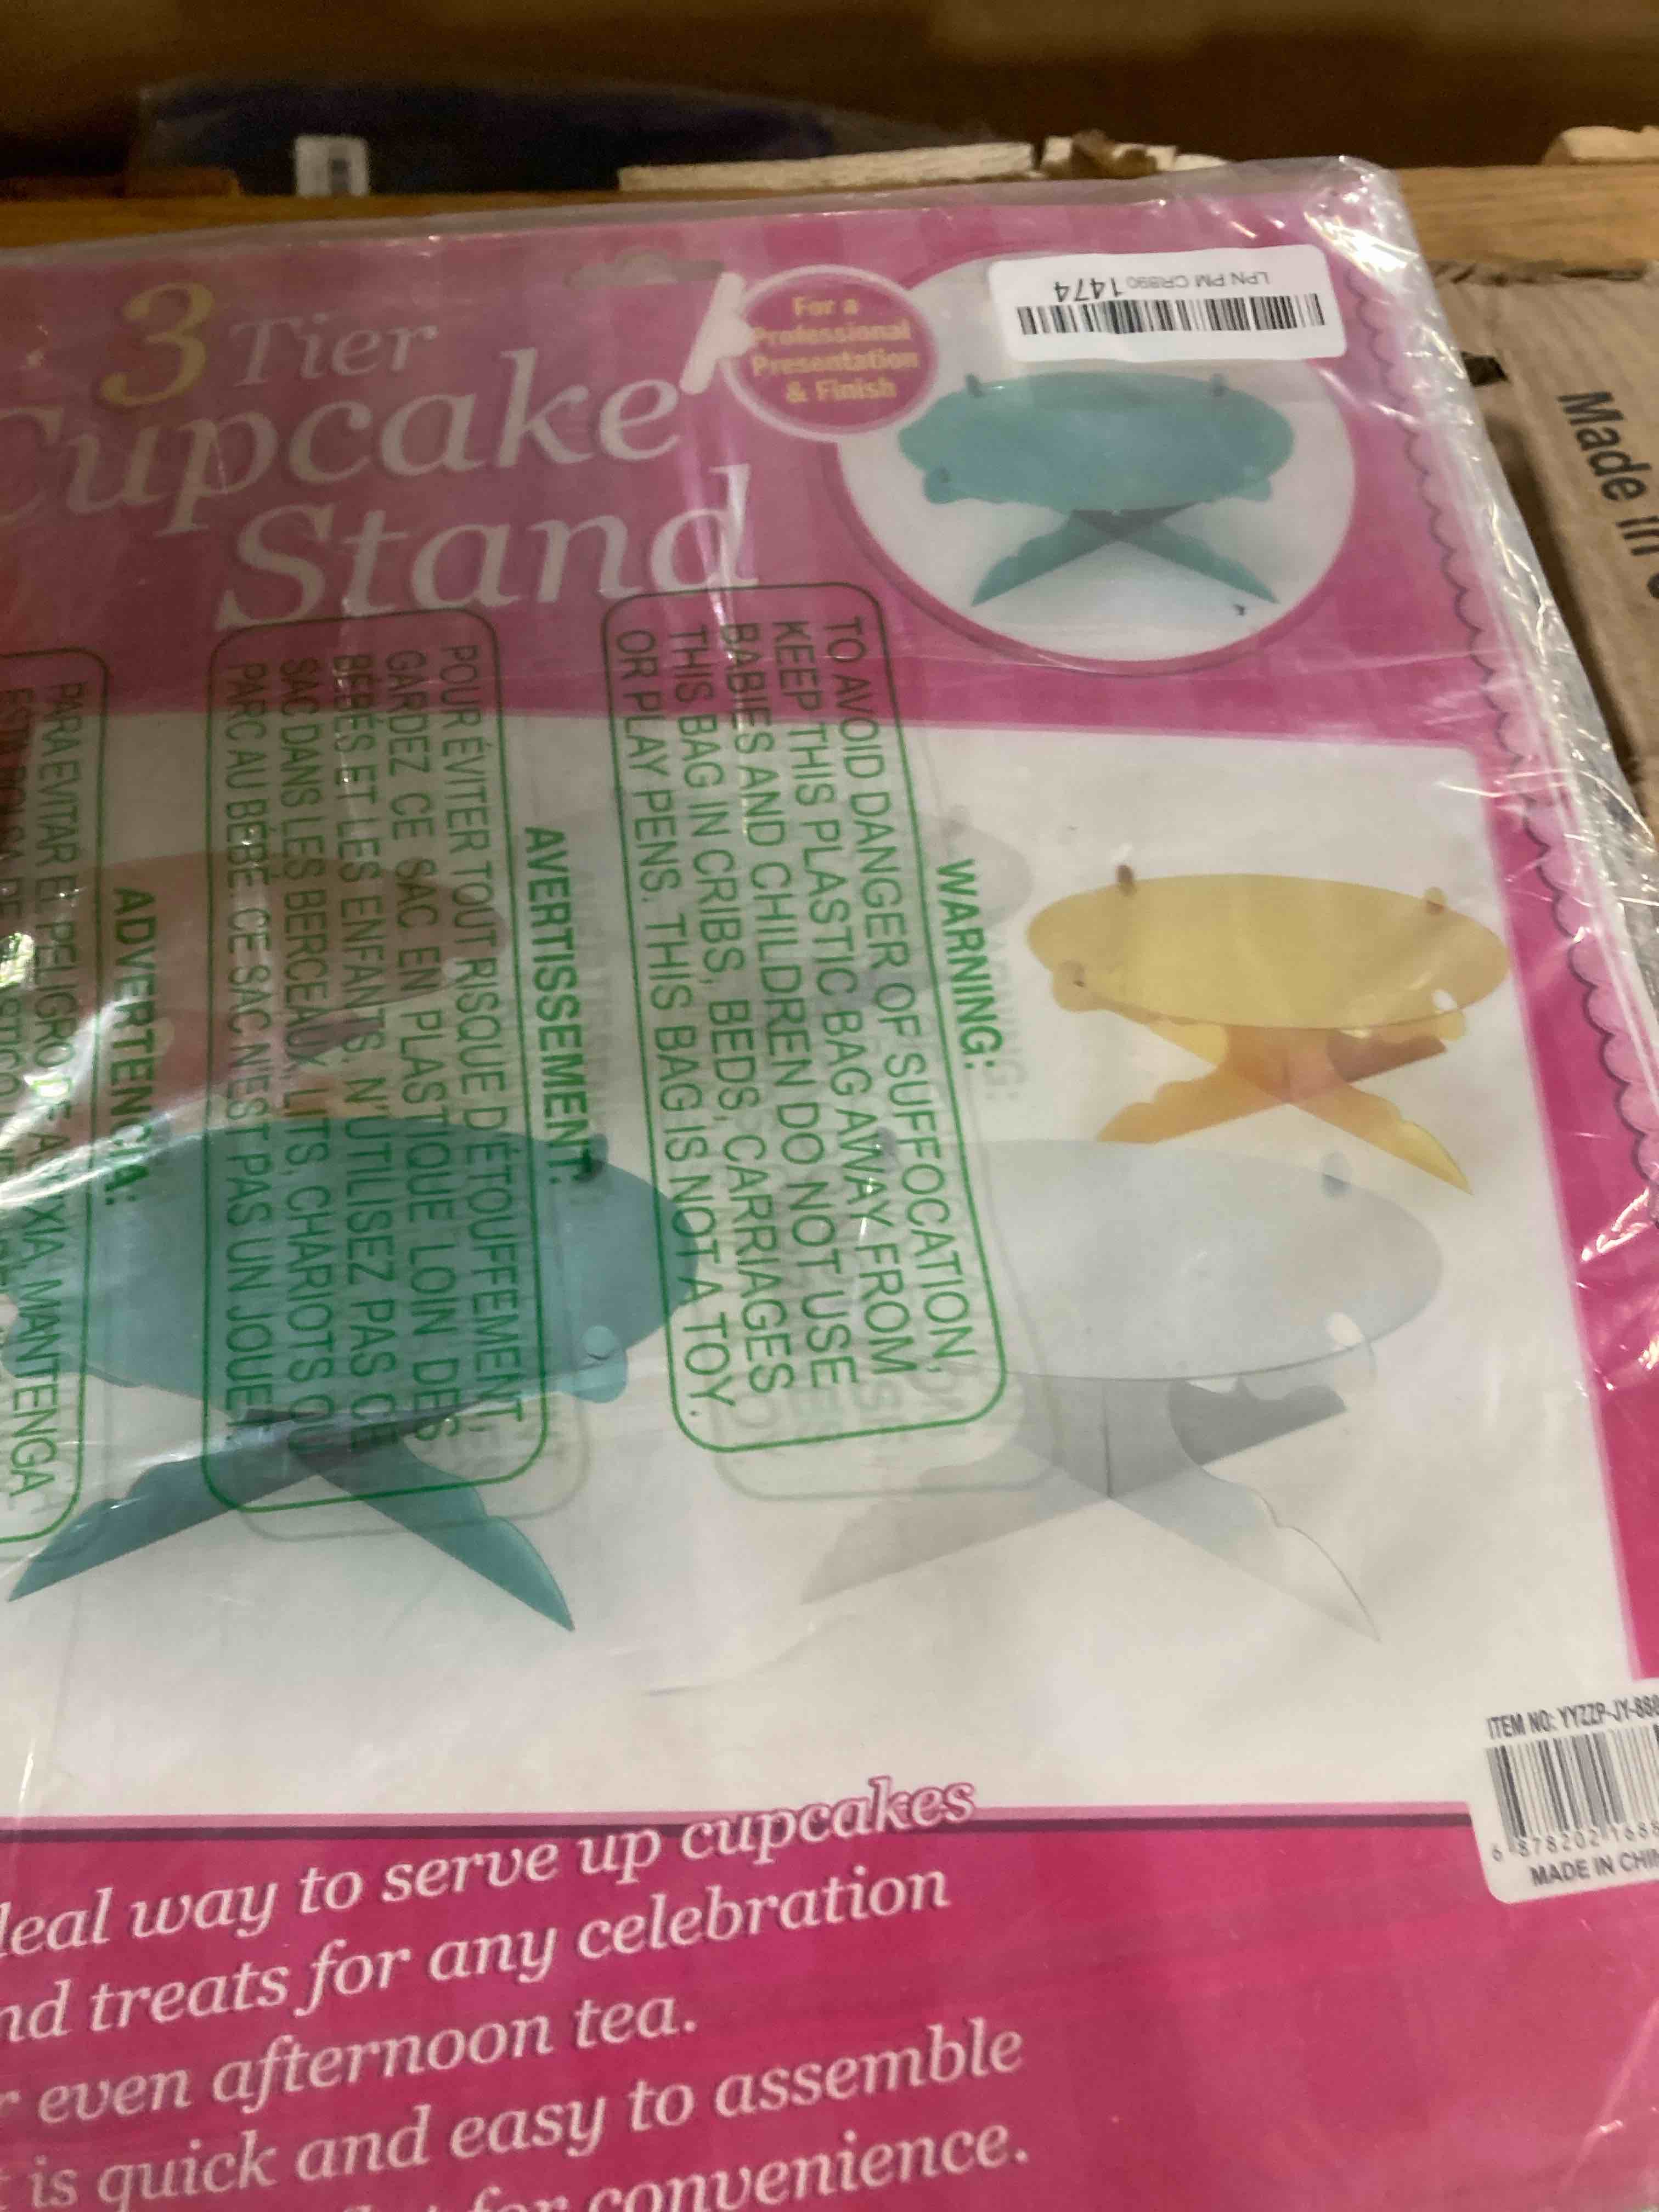 3 Tier
Cupcake
Stand
For a
Professional
Presentation
& Finish
LPN PM CR890 1474
Made in
WARNING:
TO AVOID DANGER OF SUFFOCATION,
KEEP THIS PLASTIC BAG AWAY FROM
BABIES AND CHILDREN DO NOT USE
THIS BAG IN CRIBS, BEDS, CARRIAGES
OR PLAY PENS. THIS BAG IS NOT A TOY.
AVERTISSEMENT:
POUR ÉVITER TOUT RISQUE D'ÉTOUFFEMENT,
GARDEZ CE SAC EN PLASTIQUE LOIN DES
BÉBÉS ET LES ENFANTS. N'UTILISEZ PAS CE
SAC DANS LES BERCEAUX, LITS, CHARIOTS OU
PARC AU BÉBÉ. CE SAC N'EST PAS UN JOUET.
ADVERTENCIA:
PARA EVITAR EL PELIGRO DE ASFIXIA, MANTENGA
ITEM NO: YYZZP-JY-88
6 878202 168
MADE IN CHI
deal way to serve up cupcakes
nd treats for any celebration
r even afternoon tea.
is quick and easy to assemble
for convenience.